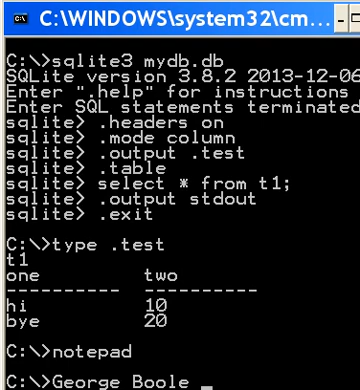 C:\WINDOWS\system32\cm...
C:\>sqlite3 mydb.db
SQLite version 3.8.2 2013-12-06
Enter ".help" for instructions
Enter SQL statements terminated
sqlite> .headers on
sqlite> .mode column
sqlite> .output .test
sqlite> .table
sqlite> select * from t1;
sqlite> .output stdout
sqlite> .exit
C:\>type .test
t1
one         two
----------  ----------
hi          10
bye         20
C:\>notepad
C:\>George Boole _